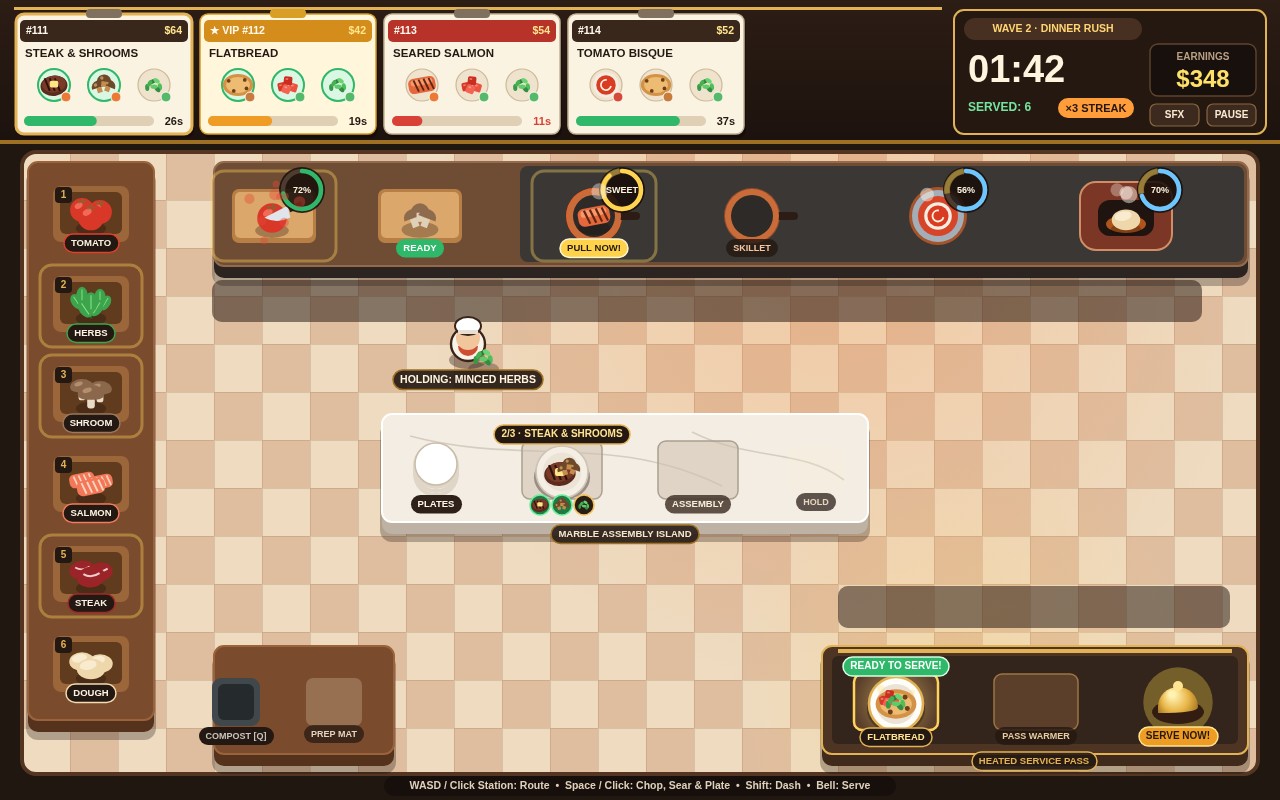 #111 $64
STEAK & SHROOMS
26s
★ VIP #112 $42
FLATBREAD
19s
#113 $54
SEARED SALMON
11s
#114 $52
TOMATO BISQUE
37s
WAVE 2 · DINNER RUSH
01:42
EARNINGS
$348
SERVED: 6
×3 STREAK
SFX
PAUSE
1
TOMATO
2
HERBS
3
SHROOM
4
SALMON
5
STEAK
6
DOUGH
72%
READY
SWEET
PULL NOW!
SKILLET
56%
70%
HOLDING: MINCED HERBS
2/3 · STEAK & SHROOMS
PLATES
ASSEMBLY
HOLD
MARBLE ASSEMBLY ISLAND
COMPOST [Q]
PREP MAT
READY TO SERVE!
FLATBREAD
PASS WARMER
SERVE NOW!
HEATED SERVICE PASS
WASD / Click Station: Route • Space / Click: Chop, Sear & Plate • Shift: Dash • Bell: Serve